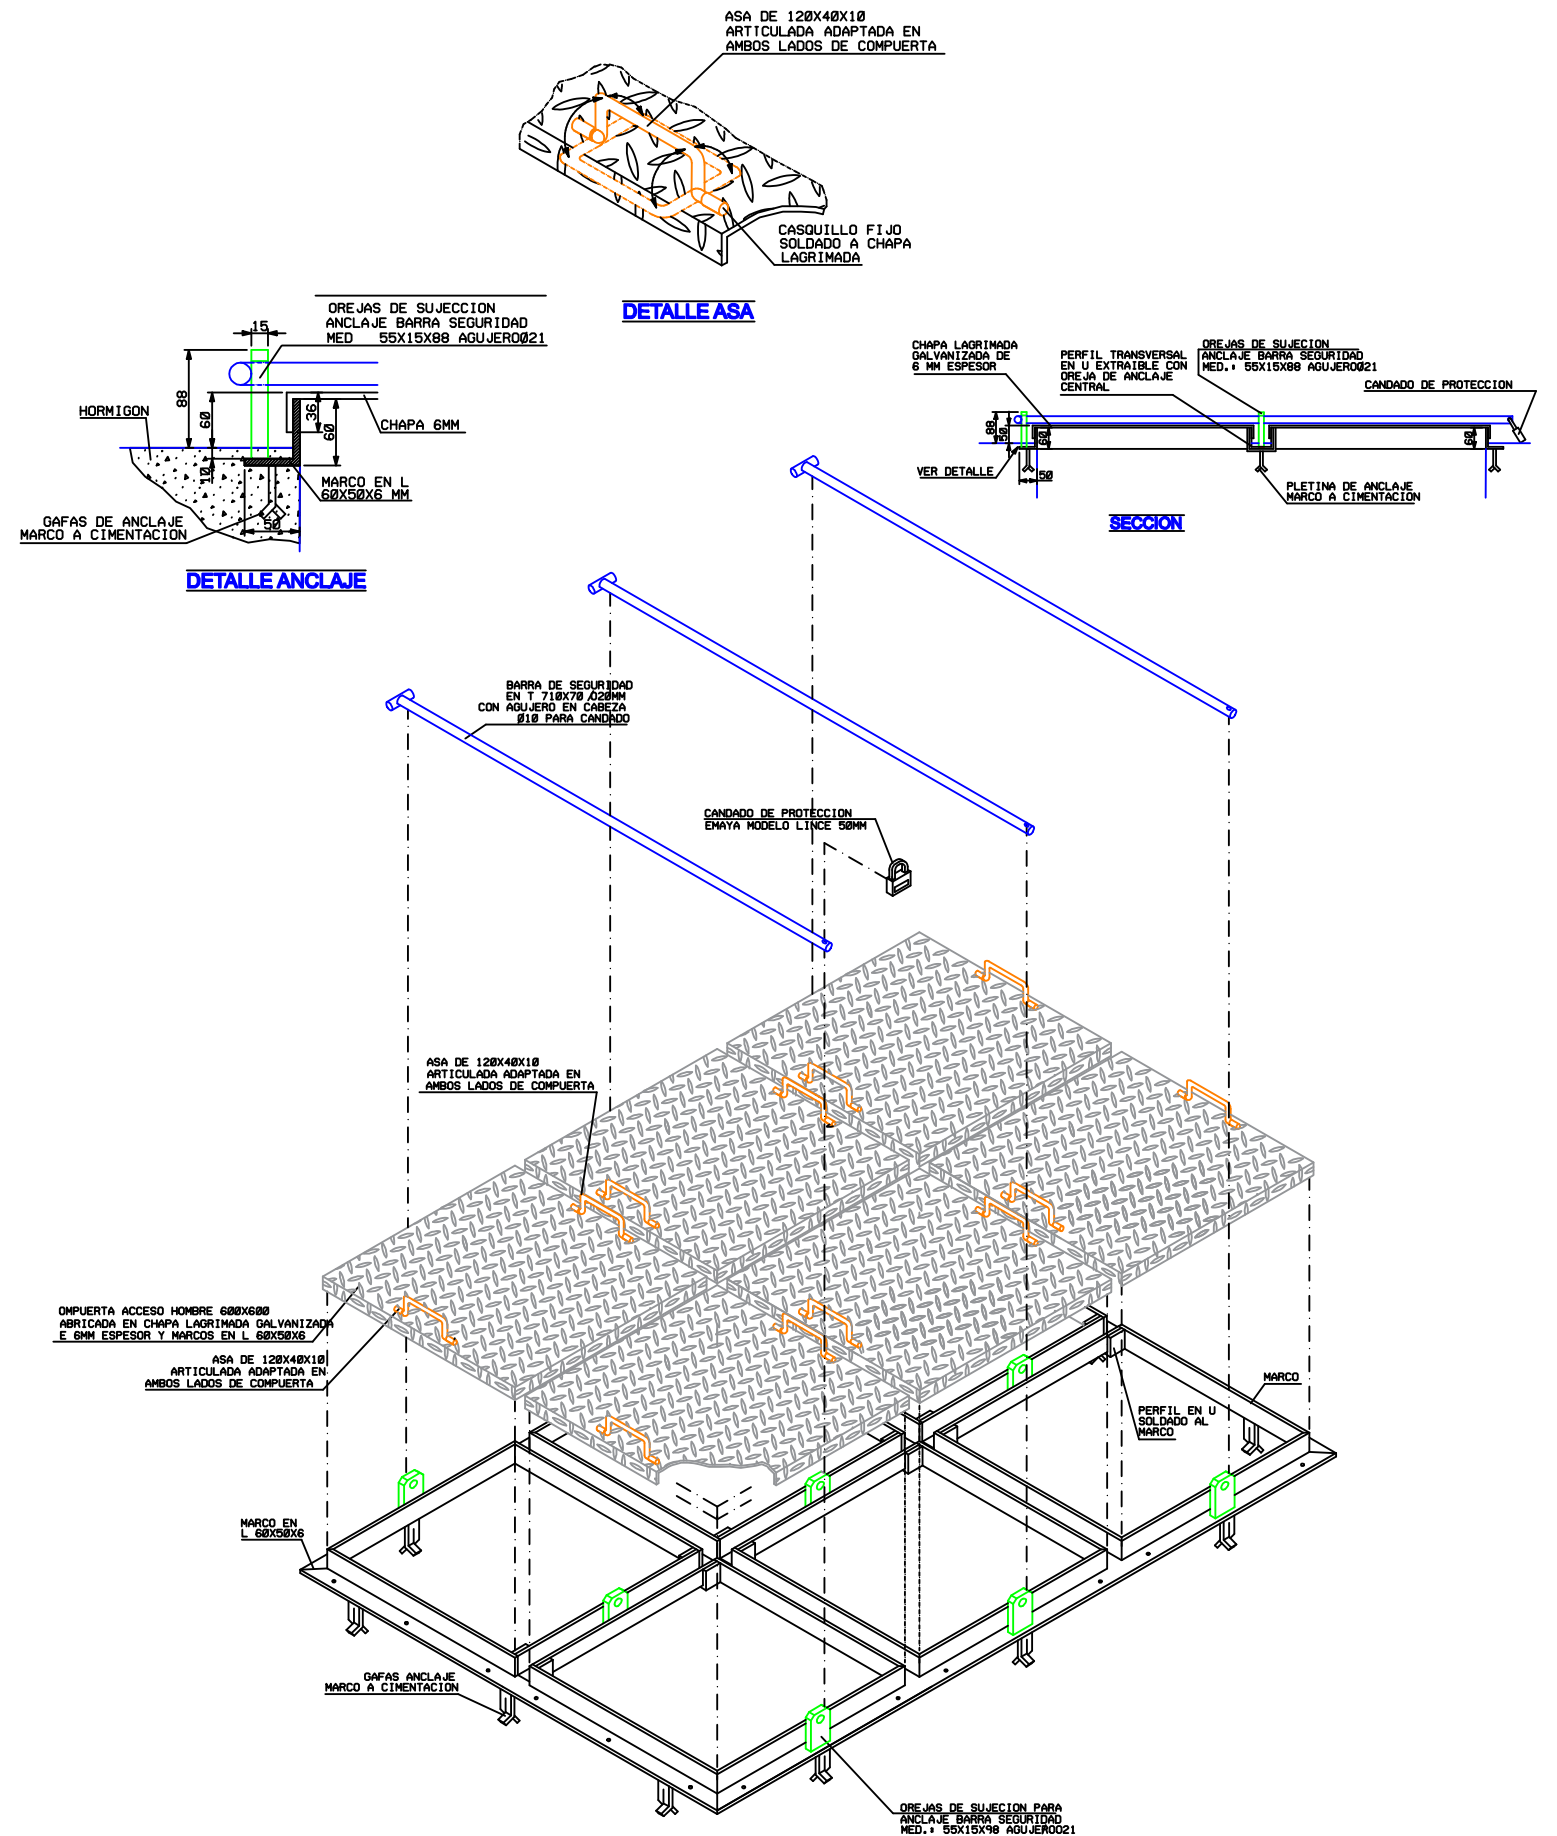 ASA DE 120X40X10
ARTICULADA ADAPTADA EN
AMBOS LADOS DE COMPUERTA
CASQUILLO FIJO
SOLDADO A CHAPA
LAGRIMADA
DETALLE ASA
OREJAS DE SUJECCION
ANCLAJE BARRA SEGURIDAD
MED 55X15X88 AGUJEROØ21
15
88
60
36
60
10
50
HORMIGON
CHAPA 6MM
MARCO EN L
60X50X6 MM
GAFAS DE ANCLAJE
MARCO A CIMENTACION
DETALLE ANCLAJE
CHAPA LAGRIMADA
GALVANIZADA DE
6 MM ESPESOR
PERFIL TRANSVERSAL
EN U EXTRAIBLE CON
OREJA DE ANCLAJE
CENTRAL
OREJAS DE SUJECION
ANCLAJE BARRA SEGURIDAD
MED.: 55X15X88 AGUJEROØ21
CANDADO DE PROTECCION
88
50
60
60
50
VER DETALLE
PLETINA DE ANCLAJE
MARCO A CIMENTACION
SECCION
BARRA DE SEGURIDAD
EN T 710X70 Ø20MM
CON AGUJERO EN CABEZA
Ø10 PARA CANDADO
CANDADO DE PROTECCION
EMAYA MODELO LINCE 50MM
ASA DE 120X40X10
ARTICULADA ADAPTADA EN
AMBOS LADOS DE COMPUERTA
OMPUERTA ACCESO HOMBRE 600X600
ABRICADA EN CHAPA LAGRIMADA GALVANIZADA
E 6MM ESPESOR Y MARCOS EN L 60X50X6
ASA DE 120X40X10
ARTICULADA ADAPTADA EN
AMBOS LADOS DE COMPUERTA
MARCO
PERFIL EN U
SOLDADO AL
MARCO
MARCO EN
L 60X50X6
GAFAS ANCLAJE
MARCO A CIMENTACION
OREJAS DE SUJECION PARA
ANCLAJE BARRA SEGURIDAD
MED.: 55X15X98 AGUJEROO21